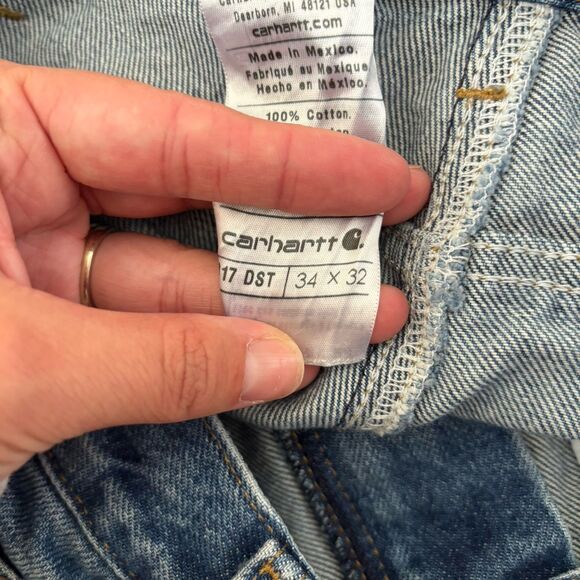 Dearborn, MI 48121 USA
carhartt.com
Made in Mexico.
Fabriqué au Mexique
Hecho en México.
100% Cotton.
carhartt
17 DST 34 X 32